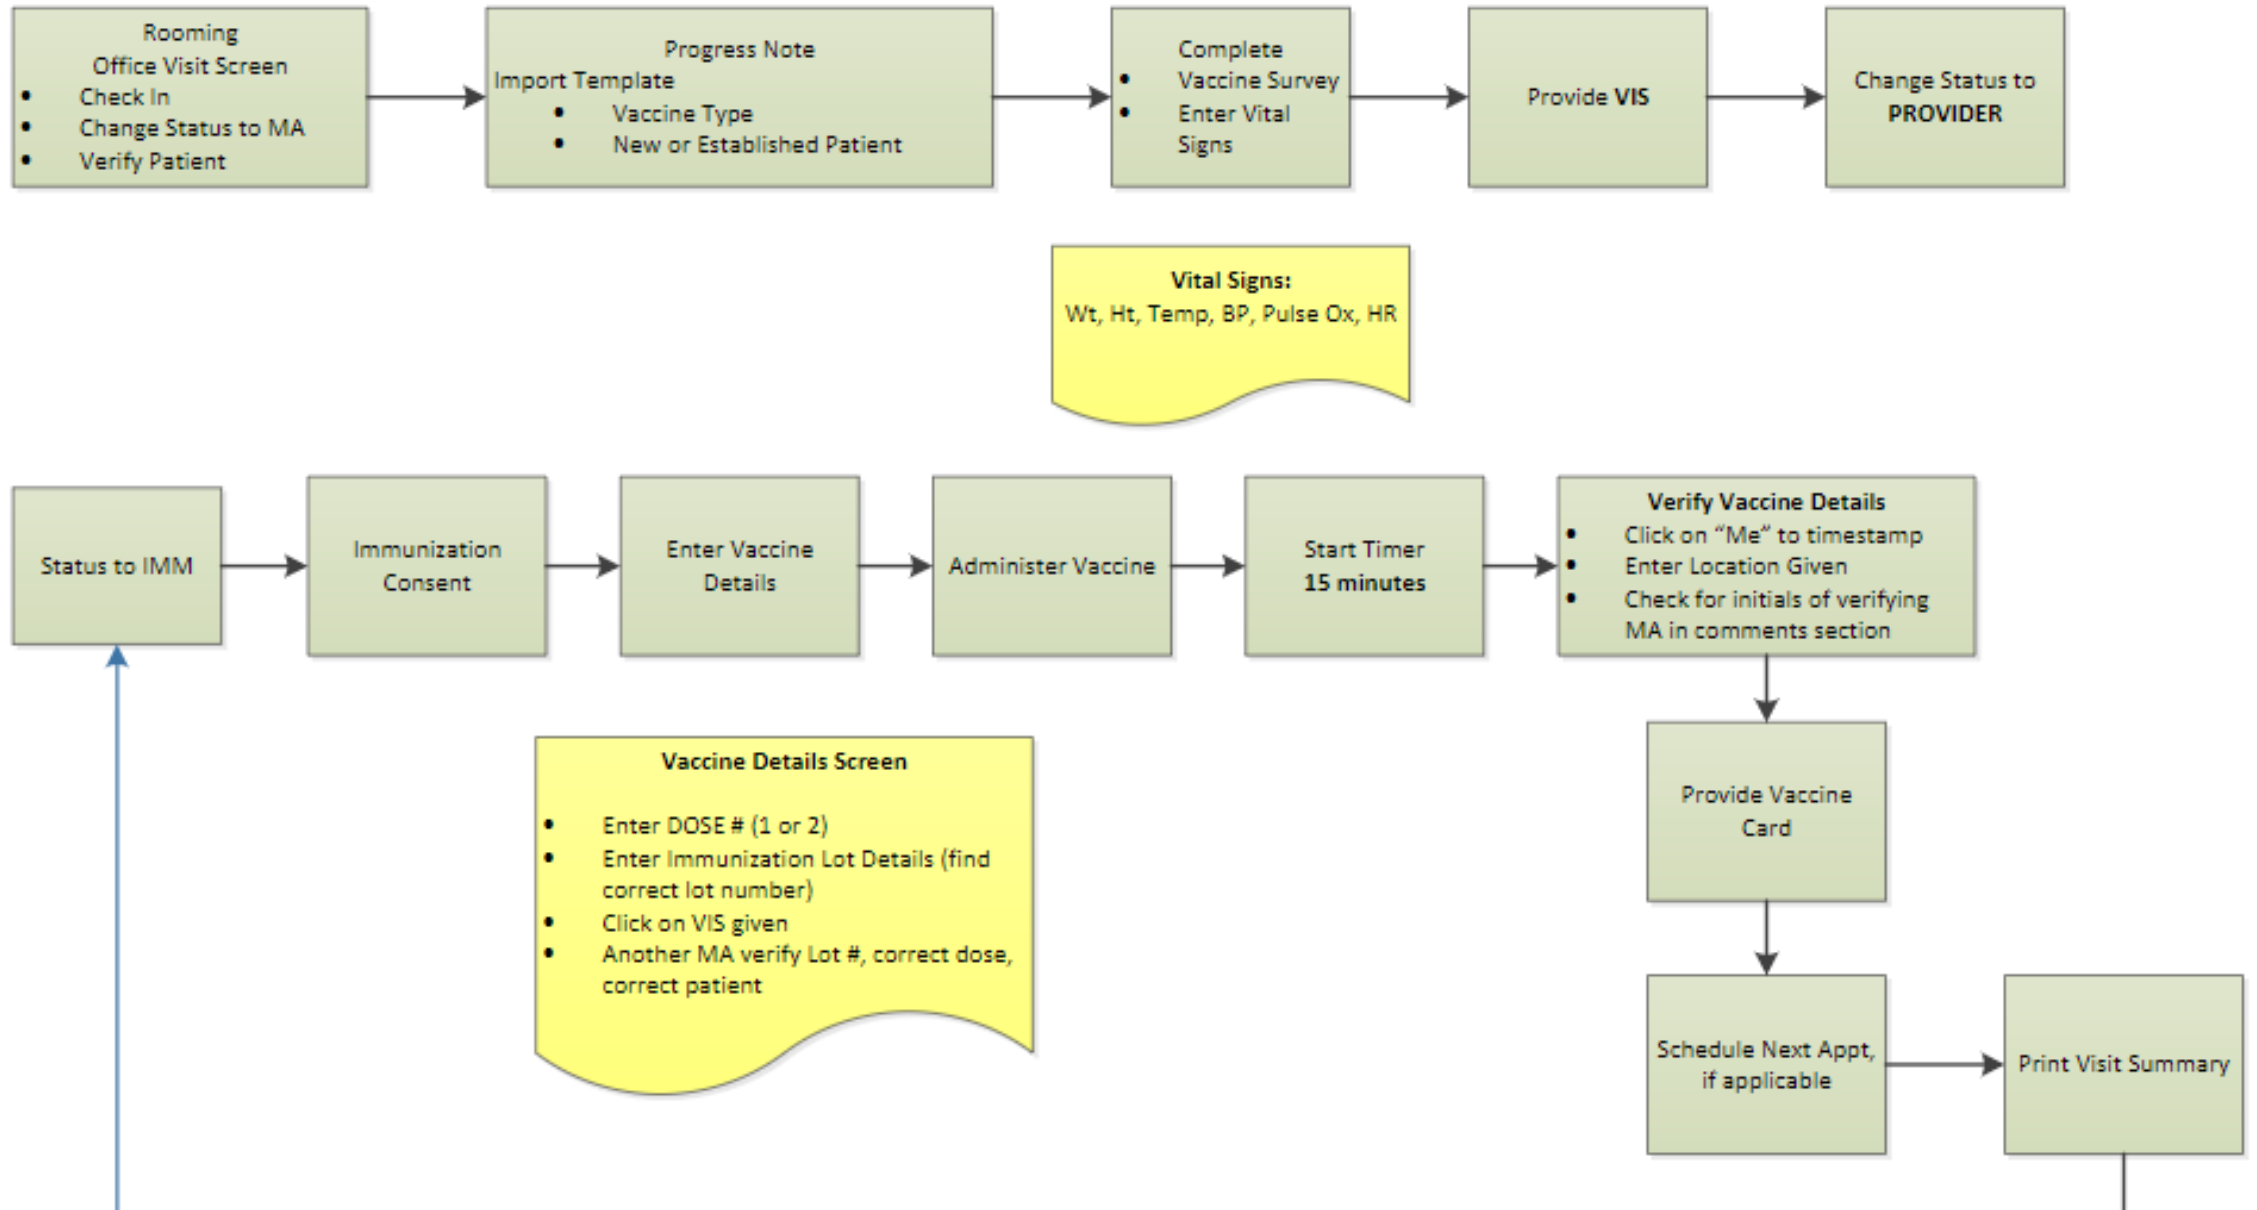 Rooming
Office Visit Screen
• Check In
• Change Status to MA
• Verify Patient
Progress Note
Import Template
• Vaccine Type
• New or Established Patient
Complete
• Vaccine Survey
• Enter Vital
Signs
Provide VIS
Change Status to
PROVIDER
Vital Signs:
Wt, Ht, Temp, BP, Pulse Ox, HR
Status to IMM
Immunization
Consent
Enter Vaccine
Details
Administer Vaccine
Start Timer
15 minutes
Verify Vaccine Details
• Click on “Me” to timestamp
• Enter Location Given
• Check for initials of verifying
MA in comments section
Vaccine Details Screen
• Enter DOSE # (1 or 2)
• Enter Immunization Lot Details (find
correct lot number)
• Click on VIS given
• Another MA verify Lot #, correct dose,
correct patient
Provide Vaccine
Card
Schedule Next Appt,
if applicable
Print Visit Summary